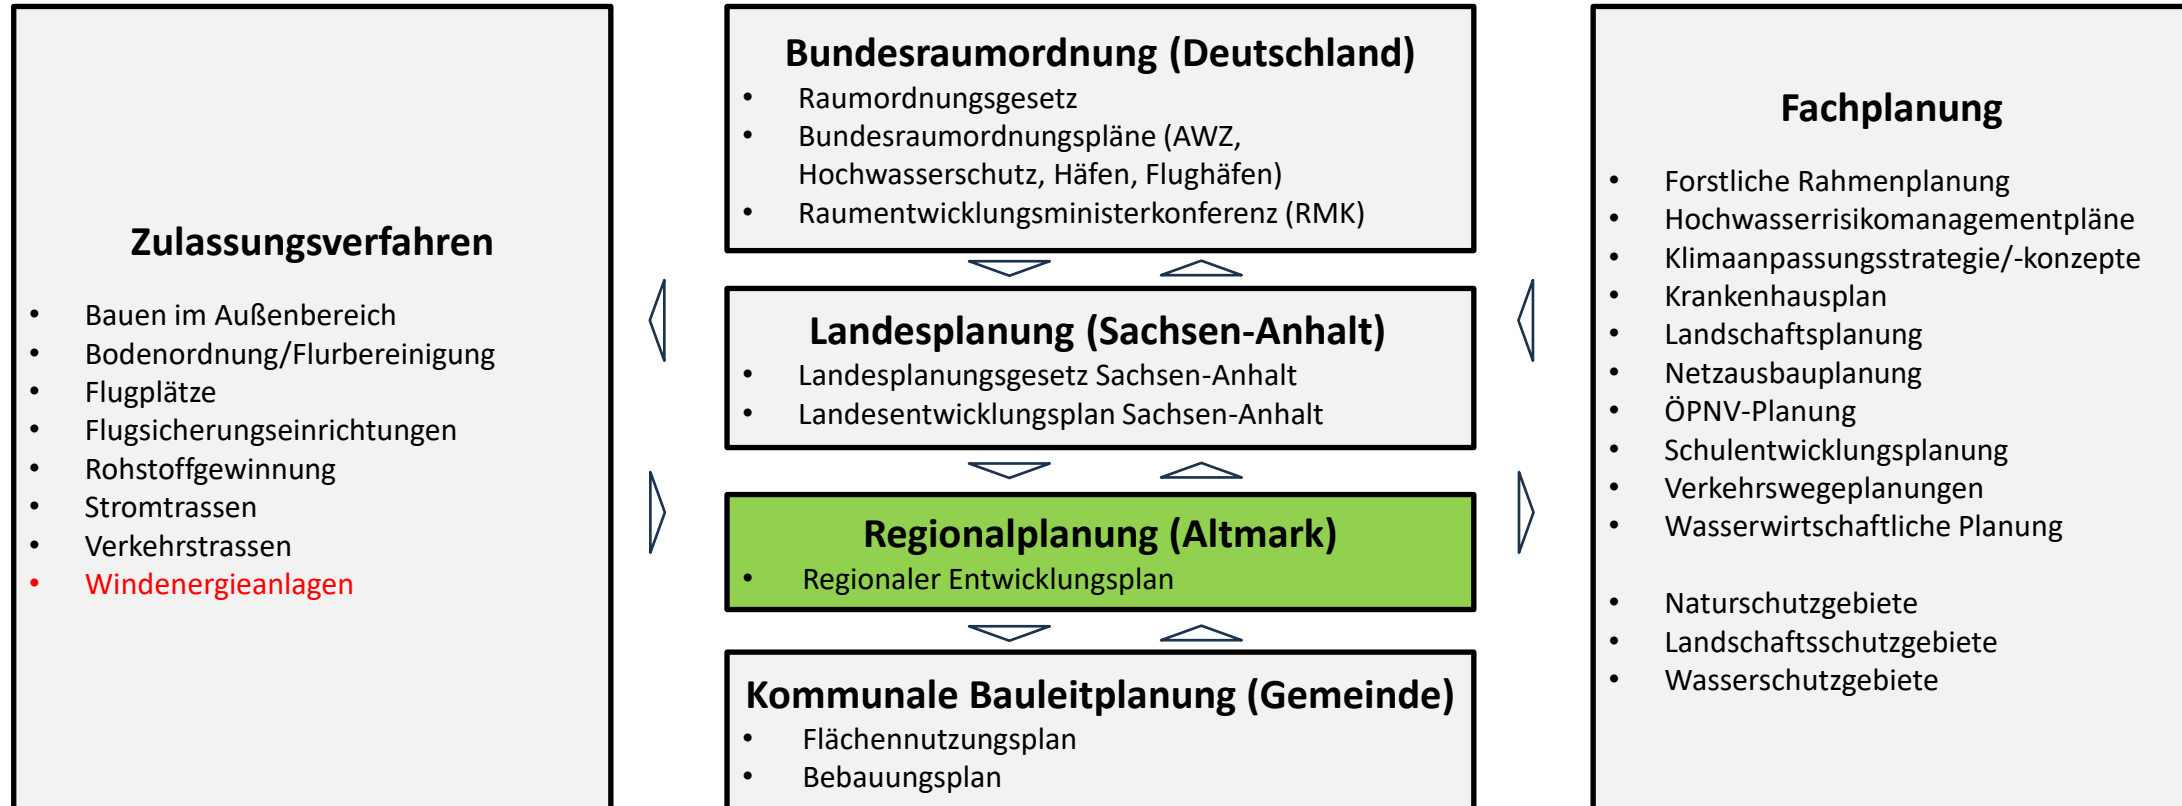 Zulassungsverfahren
• Bauen im Außenbereich
• Bodenordnung/Flurbereinigung
• Flugplätze
• Flugsicherungseinrichtungen
• Rohstoffgewinnung
• Stromtrassen
• Verkehrstrassen
• Windenergieanlagen
Bundesraumordnung (Deutschland)
• Raumordnungsgesetz
• Bundesraumordnungspläne (AWZ,
Hochwasserschutz, Häfen, Flughäfen)
• Raumentwicklungsministerkonferenz (RMK)
Landesplanung (Sachsen-Anhalt)
• Landesplanungsgesetz Sachsen-Anhalt
• Landesentwicklungsplan Sachsen-Anhalt
Regionalplanung (Altmark)
• Regionaler Entwicklungsplan
Kommunale Bauleitplanung (Gemeinde)
• Flächennutzungsplan
• Bebauungsplan
Fachplanung
• Forstliche Rahmenplanung
• Hochwasserrisikomanagementpläne
• Klimaanpassungsstrategie/-konzepte
• Krankenhausplan
• Landschaftsplanung
• Netzausbauplanung
• ÖPNV-Planung
• Schulentwicklungsplanung
• Verkehrswegeplanungen
• Wasserwirtschaftliche Planung
• Naturschutzgebiete
• Landschaftsschutzgebiete
• Wasserschutzgebiete